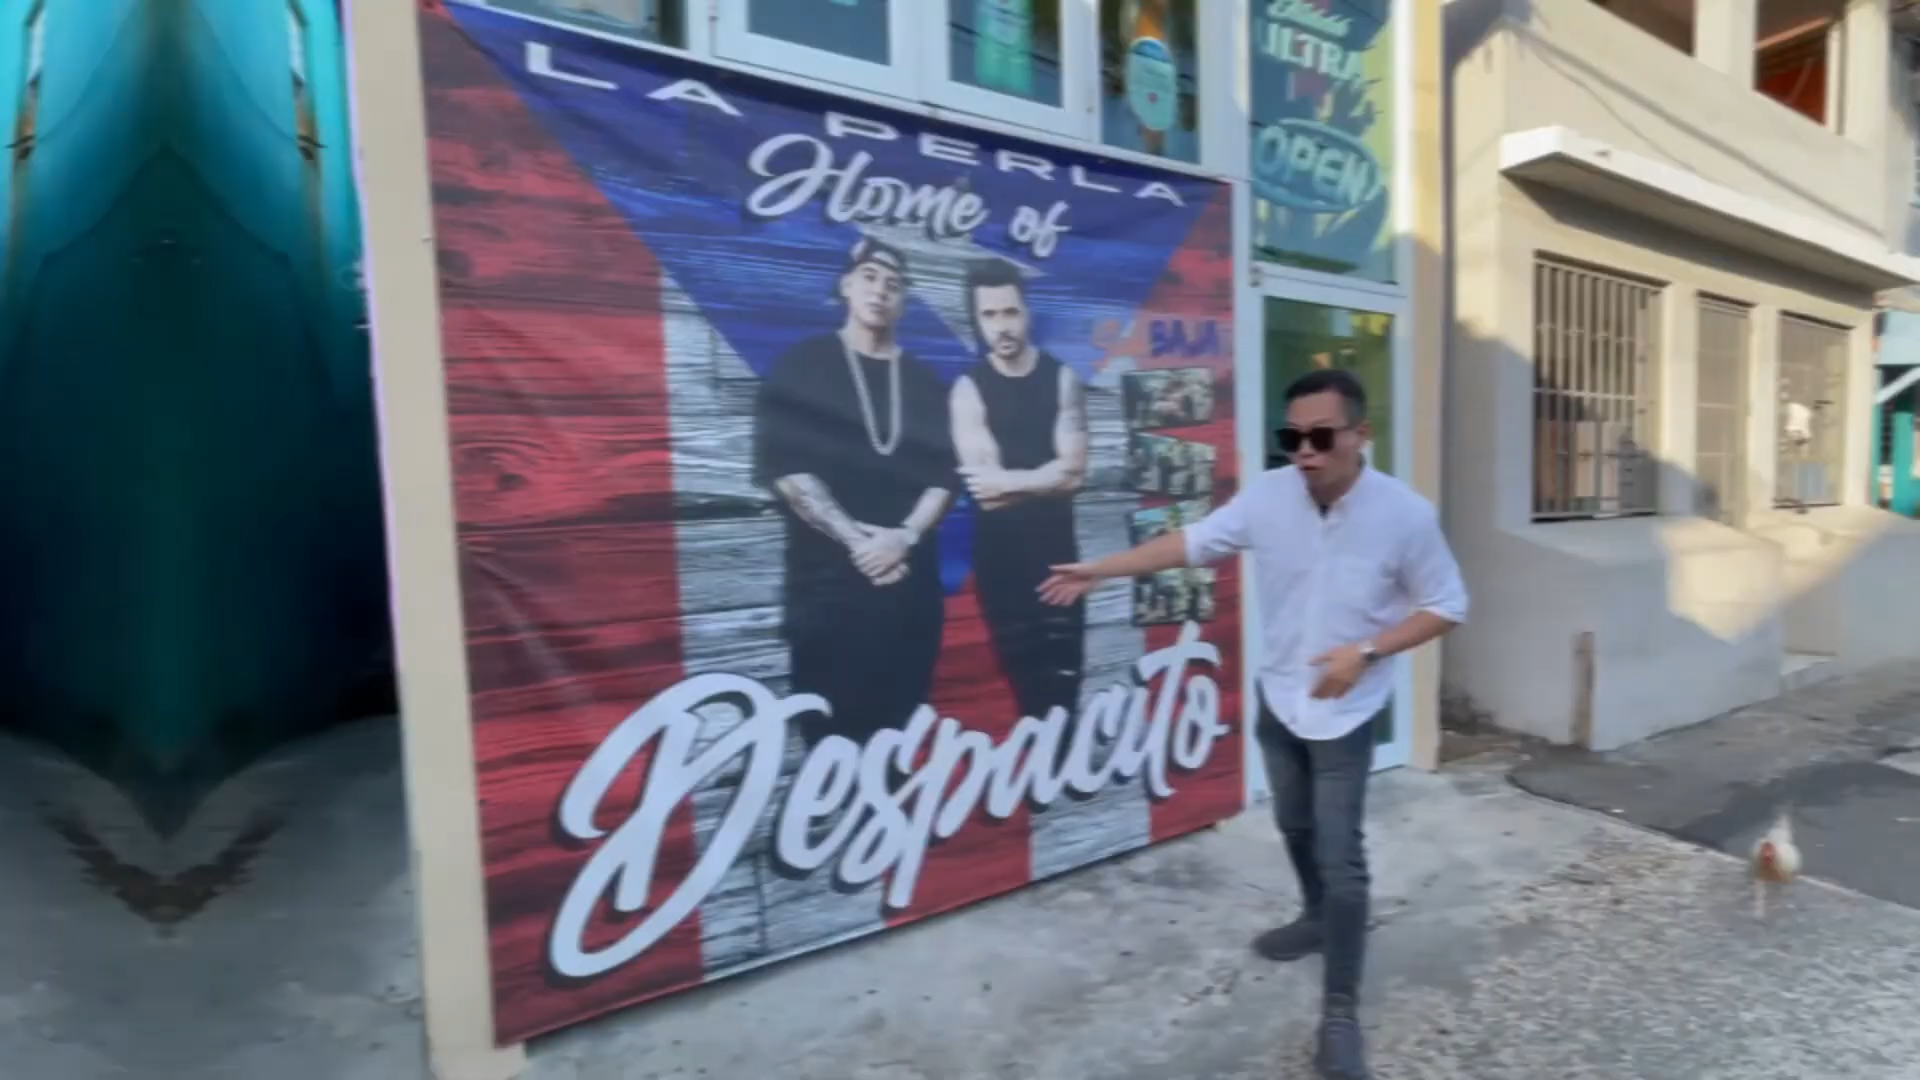 LA PERLA
Home of
BAJA
Despacito
ULTRA
OPEN